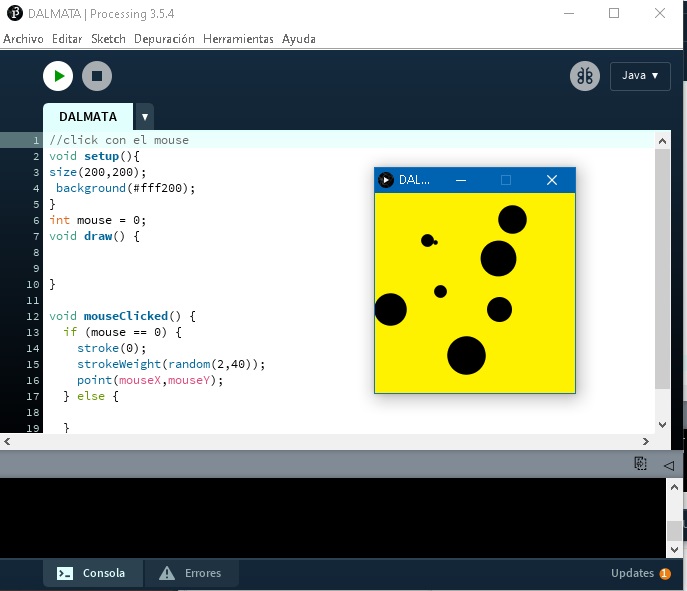 DALMATA | Processing 3.5.4
Archivo Editar Sketch Depuración Herramientas Ayuda
Java ▼
DALMATA ▼
1 //click con el mouse
2 void setup(){
3 size(200,200);
4  background(#fff200);
5 }
6 int mouse = 0;
7 void draw() {
8
9
10 }
11
12 void mouseClicked() {
13   if (mouse == 0) {
14     stroke(0);
15     strokeWeight(random(2,40));
16     point(mouseX,mouseY);
17   } else {
18
19   }
DAL...
Consola Errores Updates 1